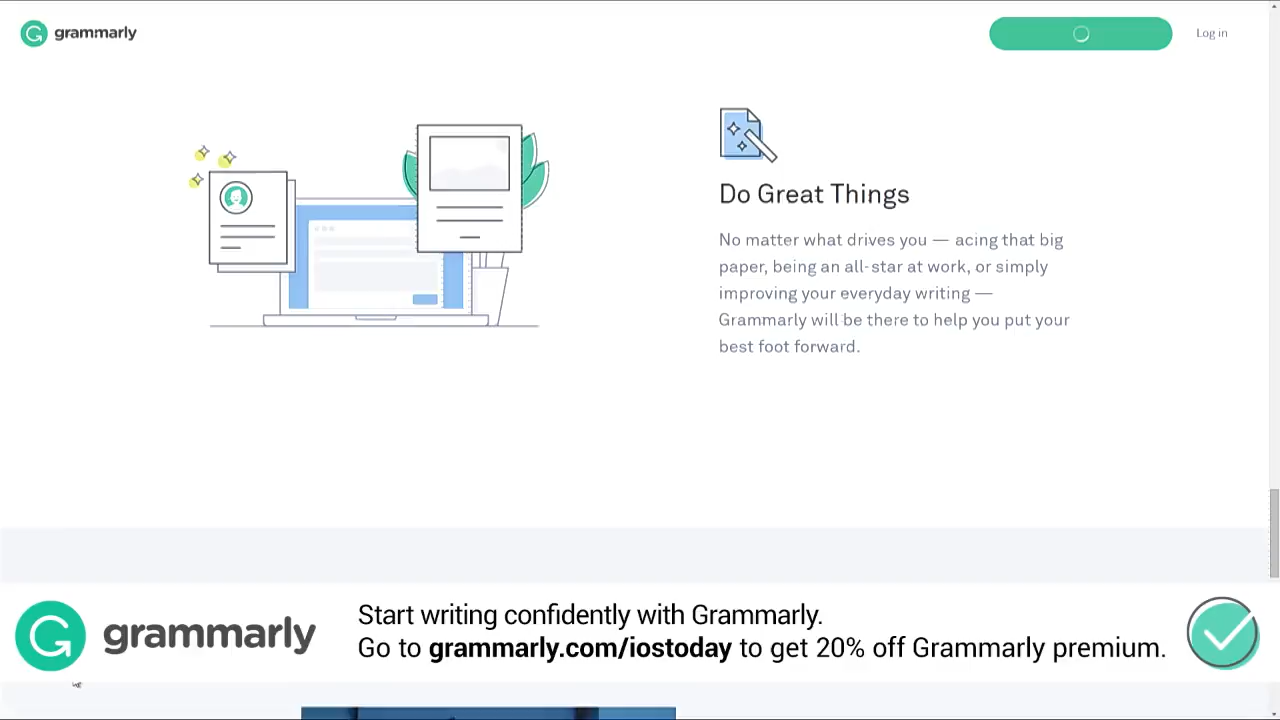 grammarly
Log in
Do Great Things
No matter what drives you — acing that big
paper, being an all-star at work, or simply
improving your everyday writing —
Grammarly will be there to help you put your
best foot forward.
grammarly
Start writing confidently with Grammarly.
Go to grammarly.com/iostoday to get 20% off Grammarly premium.